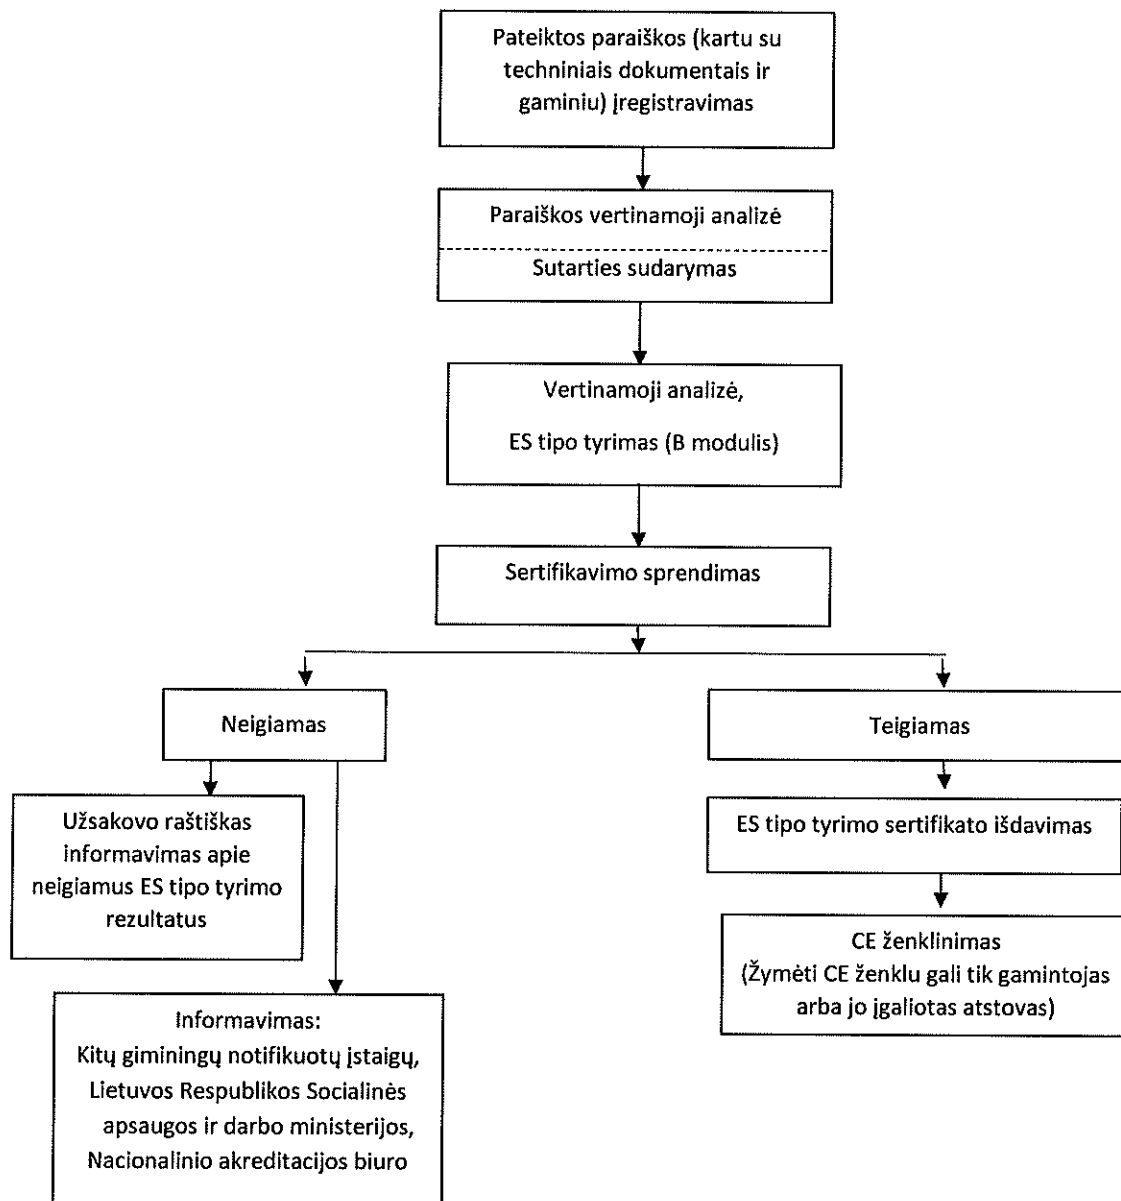 Pateiktos paraiškos (kartu su
techniniais dokumentais ir
gaminiu) įregistravimas
Paraiškos vertinamoji analizė
Sutarties sudarymas
Vertinamoji analizė,
ES tipo tyrimas (B modulis)
Sertifikavimo sprendimas
Neigiamas
Teigiamas
Užsakovo raštiškas
informavimas apie
neigiamus ES tipo tyrimo
rezultatus
ES tipo tyrimo sertifikato išdavimas
CE ženklinimas
(Žymėti CE ženklu gali tik gamintojas
arba jo įgaliotas atstovas)
Informavimas:
Kitų giminingų notifikuotų įstaigų,
Lietuvos Respublikos Socialinės
apsaugos ir darbo ministerijos,
Nacionalinio akreditacijos biuro